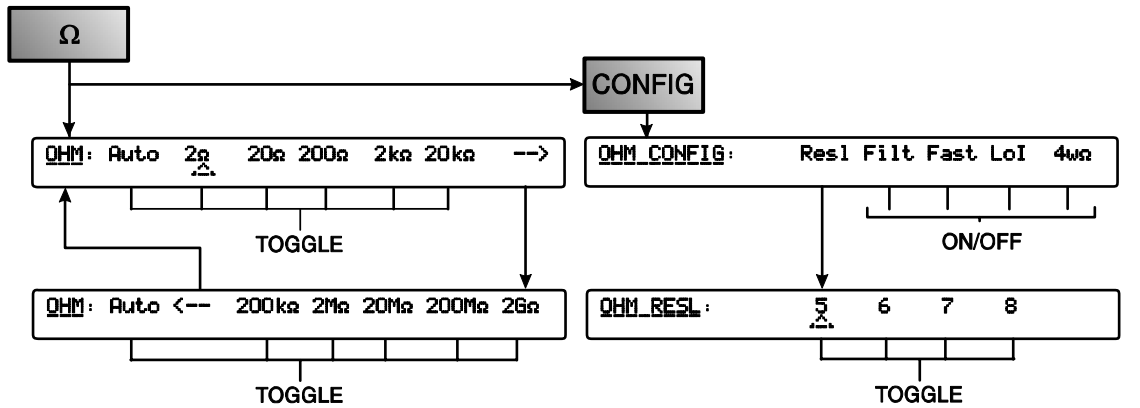 Ω
CONFIG
OHM: Auto 2Ω 20Ω 200Ω 2kΩ 20kΩ -->
TOGGLE
OHM: Auto <-- 200kΩ 2MΩ 20MΩ 200MΩ 2GΩ
TOGGLE
OHM_CONFIG: Resl Filt Fast LoI 4wΩ
ON/OFF
OHM_RESL: 5 6 7 8
TOGGLE